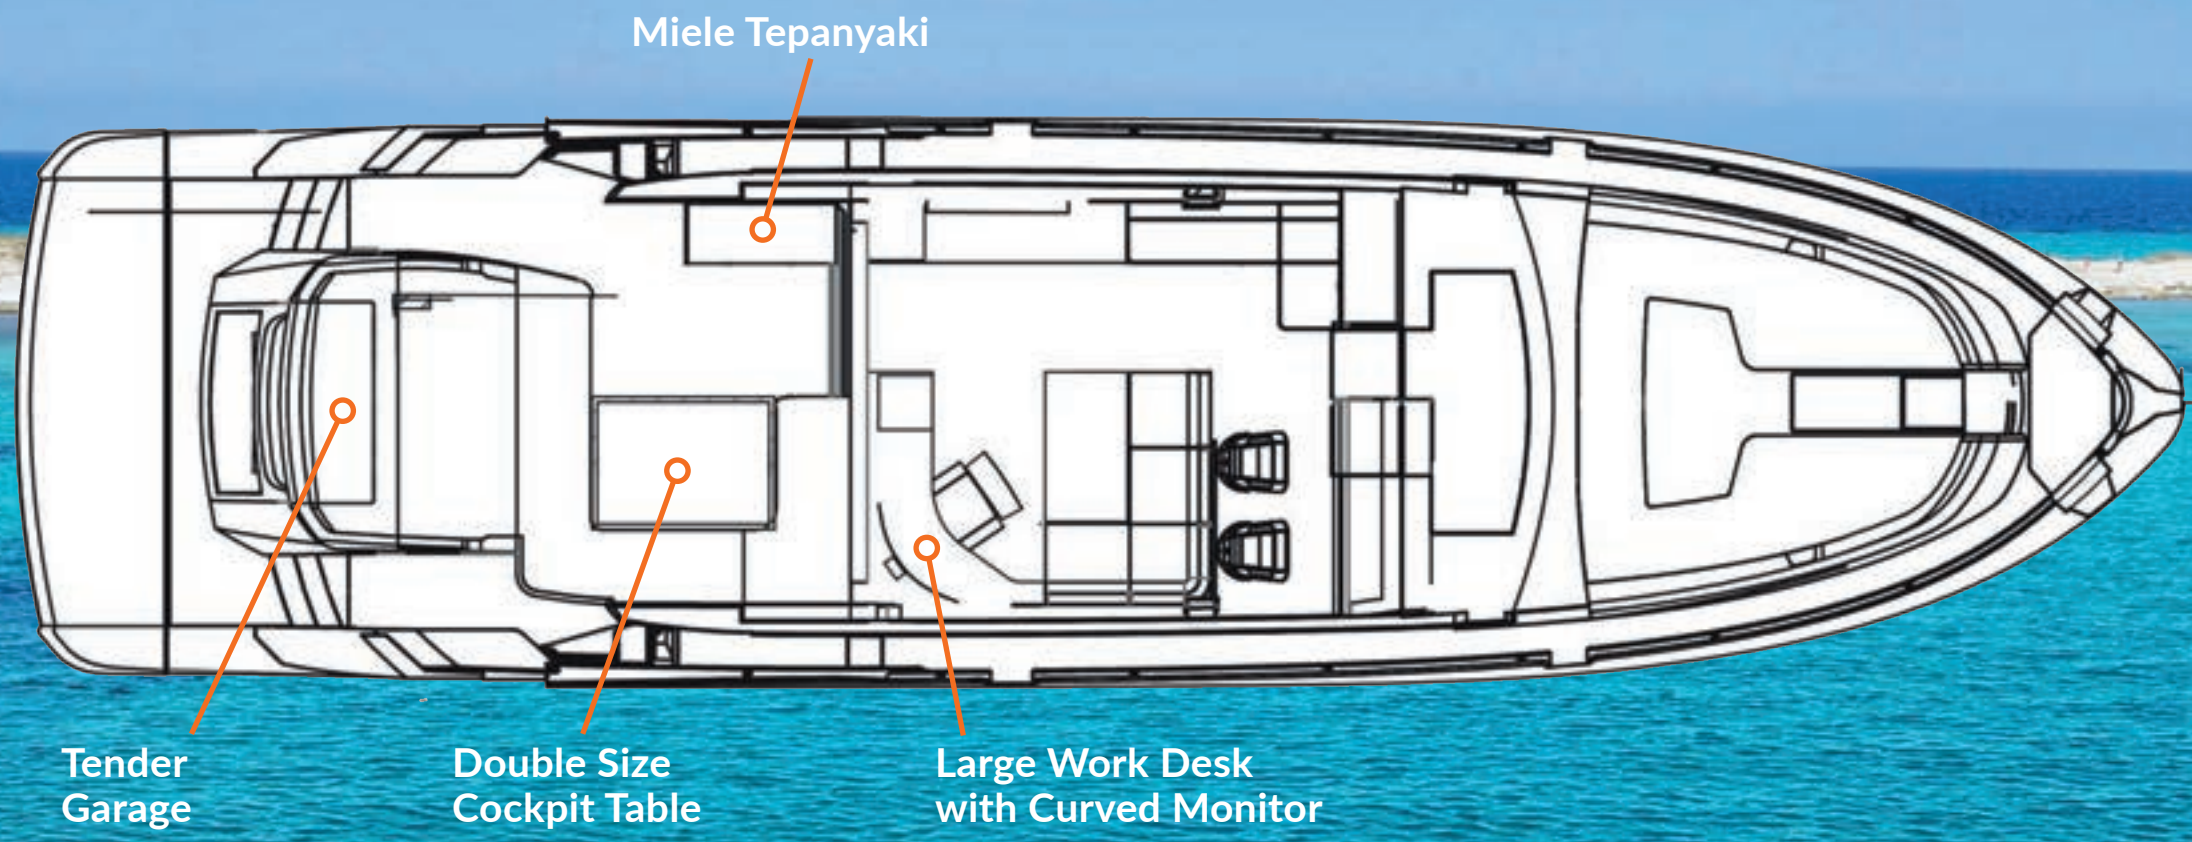 Miele Tepanyaki
Tender
Garage
Double Size
Cockpit Table
Large Work Desk
with Curved Monitor